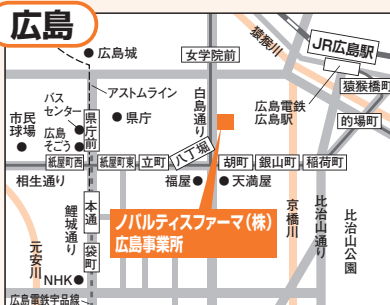 広島
広島城
女学院前
猿猴川
JR広島駅
アストムライン
白島通り
猿猴橋町
バス
センター
県庁
広島電鉄
広島駅
的場町
市民
球場
広島
そごう
県庁前
紙屋町西
紙屋町東
立町
八丁堀
胡町
銀山町
稲荷町
相生通り
福屋
天満屋
鯉城通り
本通
ノバルティスファーマ(株)
広島事業所
京橋川
比治山通り
比治山公園
元安川
袋町
NHK
広島電鉄宇品線